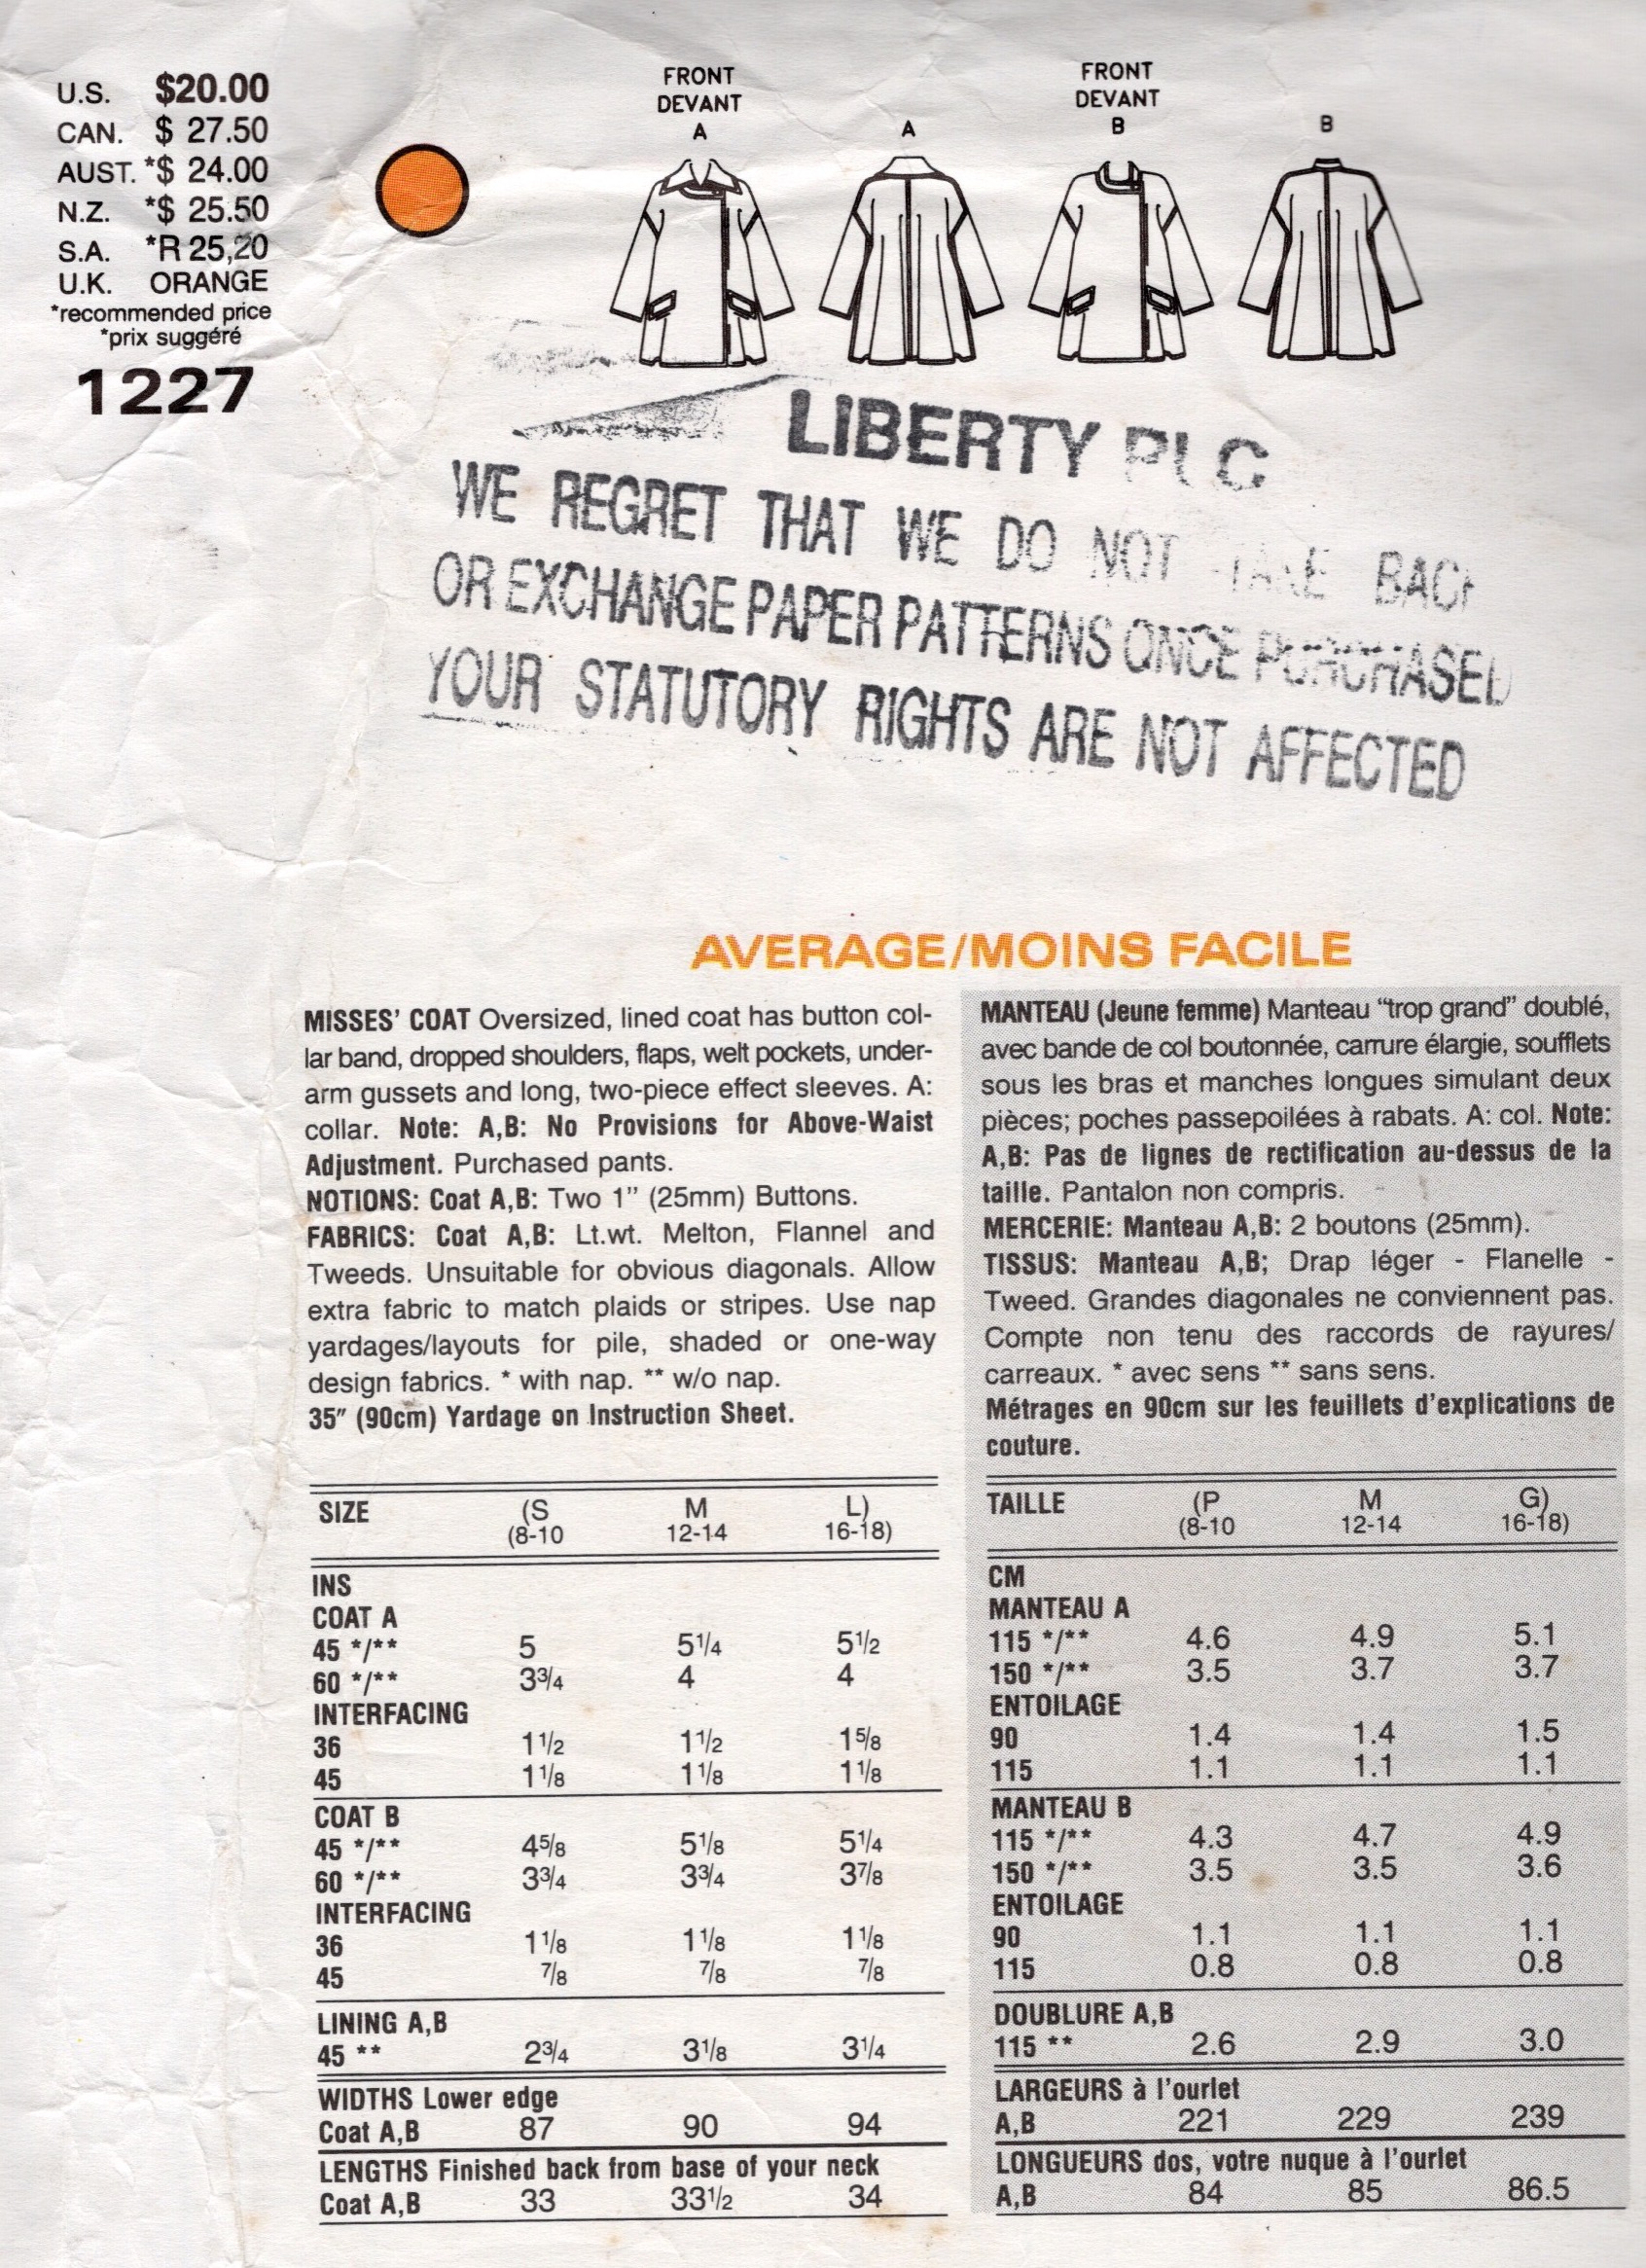 U.S. $20.00
CAN. $ 27.50
AUST. *$ 24.00
N.Z. *$ 25.50
S.A. *R 25,20
U.K. ORANGE
*recommended price
*prix suggéré
1227
FRONT
DEVANT
A
A
FRONT
DEVANT
B
B
LIBERTY PLC
WE REGRET THAT WE DO NOT TAKE BACK
OR EXCHANGE PAPER PATTERNS ONCE PURCHASED
YOUR STATUTORY RIGHTS ARE NOT AFFECTED
AVERAGE/MOINS FACILE
MISSES' COAT Oversized, lined coat has button col-
lar band, dropped shoulders, flaps, welt pockets, under-
arm gussets and long, two-piece effect sleeves. A:
collar. Note: A,B: No Provisions for Above-Waist
Adjustment. Purchased pants.
NOTIONS: Coat A,B: Two 1" (25mm) Buttons.
FABRICS: Coat A,B: Lt.wt. Melton, Flannel and
Tweeds. Unsuitable for obvious diagonals. Allow
extra fabric to match plaids or stripes. Use nap
yardages/layouts for pile, shaded or one-way
design fabrics. * with nap. ** w/o nap.
35" (90cm) Yardage on Instruction Sheet.
SIZE (S M L)
(8-10 12-14 16-18)
INS
COAT A
45 */** 5 5 1/4 5 1/2
60 */** 3 3/4 4 4
INTERFACING
36 1 1/2 1 1/2 1 5/8
45 1 1/8 1 1/8 1 1/8
COAT B
45 */** 4 5/8 5 1/8 5 1/4
60 */** 3 3/4 3 3/4 3 7/8
INTERFACING
36 1 1/8 1 1/8 1 1/8
45 7/8 7/8 7/8
LINING A,B
45 ** 2 3/4 3 1/8 3 1/4
WIDTHS Lower edge
Coat A,B 87 90 94
LENGTHS Finished back from base of your neck
Coat A,B 33 33 1/2 34
MANTEAU (Jeune femme) Manteau "trop grand" doublé,
avec bande de col boutonnée, carrure élargie, soufflets
sous les bras et manches longues simulant deux
pièces; poches passepoilées à rabats. A: col. Note:
A,B: Pas de lignes de rectification au-dessus de la
taille. Pantalon non compris.
MERCERIE: Manteau A,B: 2 boutons (25mm).
TISSUS: Manteau A,B; Drap léger - Flanelle -
Tweed. Grandes diagonales ne conviennent pas.
Compte non tenu des raccords de rayures/
carreaux. * avec sens ** sans sens.
Métrages en 90cm sur les feuillets d'explications de
couture.
TAILLE (P M G)
(8-10 12-14 16-18)
CM
MANTEAU A
115 */** 4.6 4.9 5.1
150 */** 3.5 3.7 3.7
ENTOILAGE
90 1.4 1.4 1.5
115 1.1 1.1 1.1
MANTEAU B
115 */** 4.3 4.7 4.9
150 */** 3.5 3.5 3.6
ENTOILAGE
90 1.1 1.1 1.1
115 0.8 0.8 0.8
DOUBLURE A,B
115 ** 2.6 2.9 3.0
LARGEURS à l'ourlet
A,B 221 229 239
LONGUEURS dos, votre nuque à l'ourlet
A,B 84 85 86.5